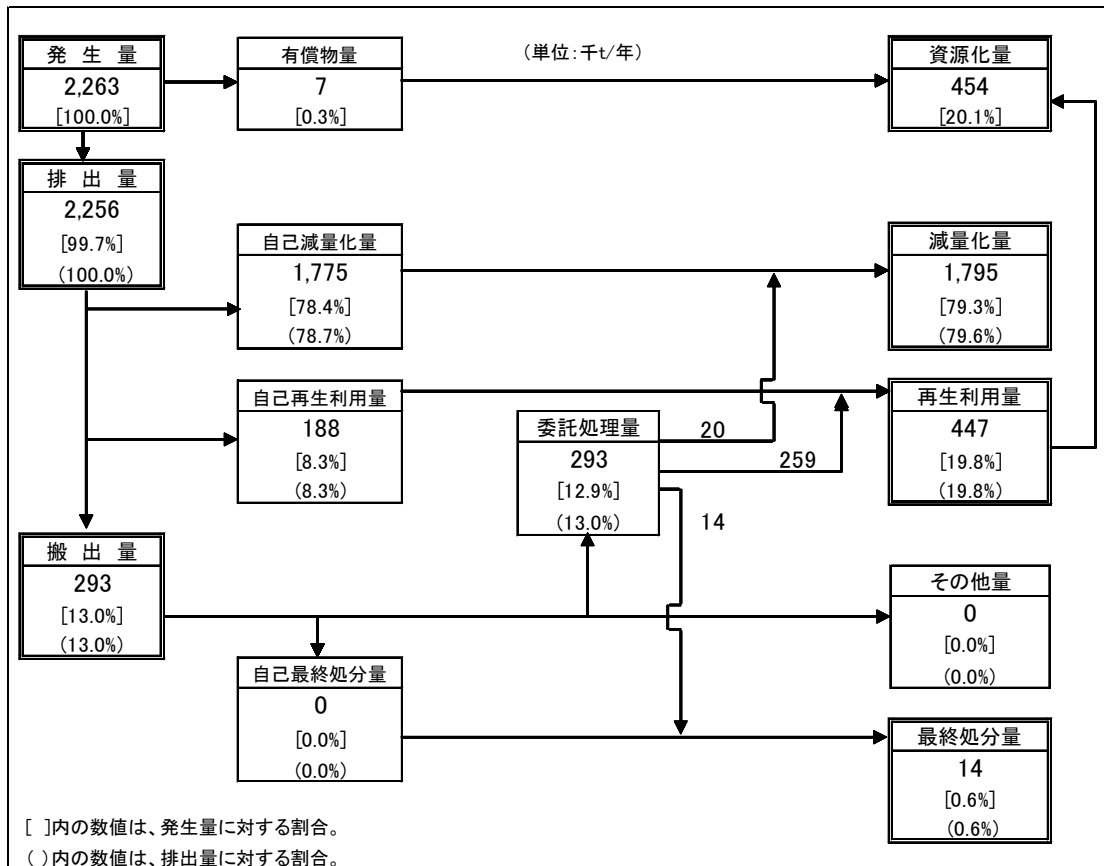 発 生 量
2,263
[100.0%]
有償物量
7
[0.3%]
(単位:千t/年)
資源化量
454
[20.1%]
排 出 量
2,256
[99.7%]
(100.0%)
自己減量化量
1,775
[78.4%]
(78.7%)
減量化量
1,795
[79.3%]
(79.6%)
自己再生利用量
188
[8.3%]
(8.3%)
委託処理量
293
[12.9%]
(13.0%)
20
259
14
再生利用量
447
[19.8%]
(19.8%)
搬 出 量
293
[13.0%]
(13.0%)
その他量
0
[0.0%]
(0.0%)
自己最終処分量
0
[0.0%]
(0.0%)
最終処分量
14
[0.6%]
(0.6%)
[ ]内の数値は、発生量に対する割合。
( )内の数値は、排出量に対する割合。